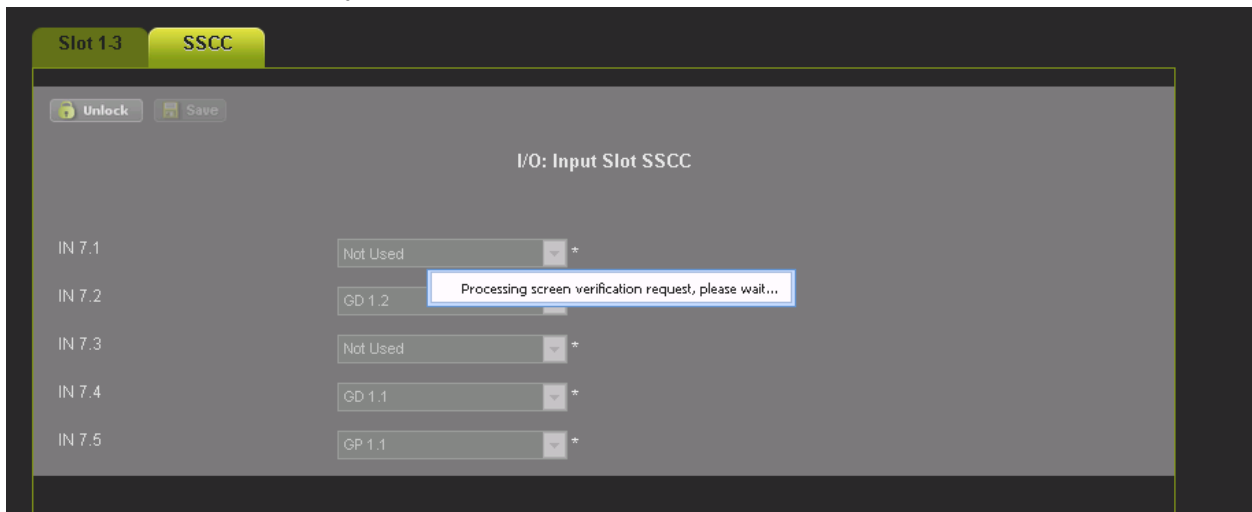 Slot 1-3 SSCC
Unlock Save
I/O: Input Slot SSCC
IN 7.1 Not Used *
Processing screen verification request, please wait...
IN 7.2 GD 1.2
IN 7.3 Not Used *
IN 7.4 GD 1.1 *
IN 7.5 GP 1.1 *